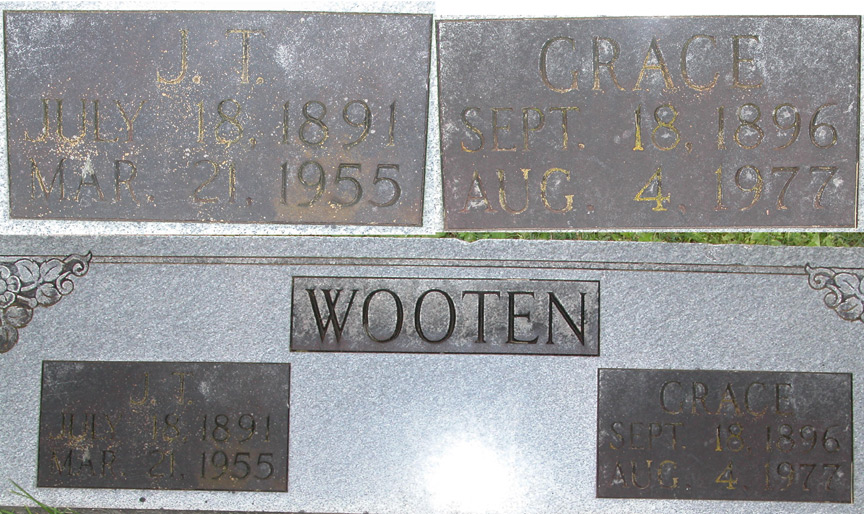 J. T.
JULY 18, 1891
MAR. 21, 1955
GRACE
SEPT. 18, 1896
AUG. 4, 1977
WOOTEN
J. T.
JULY 18, 1891
MAR. 21, 1955
GRACE
SEPT. 18, 1896
AUG. 4, 1977